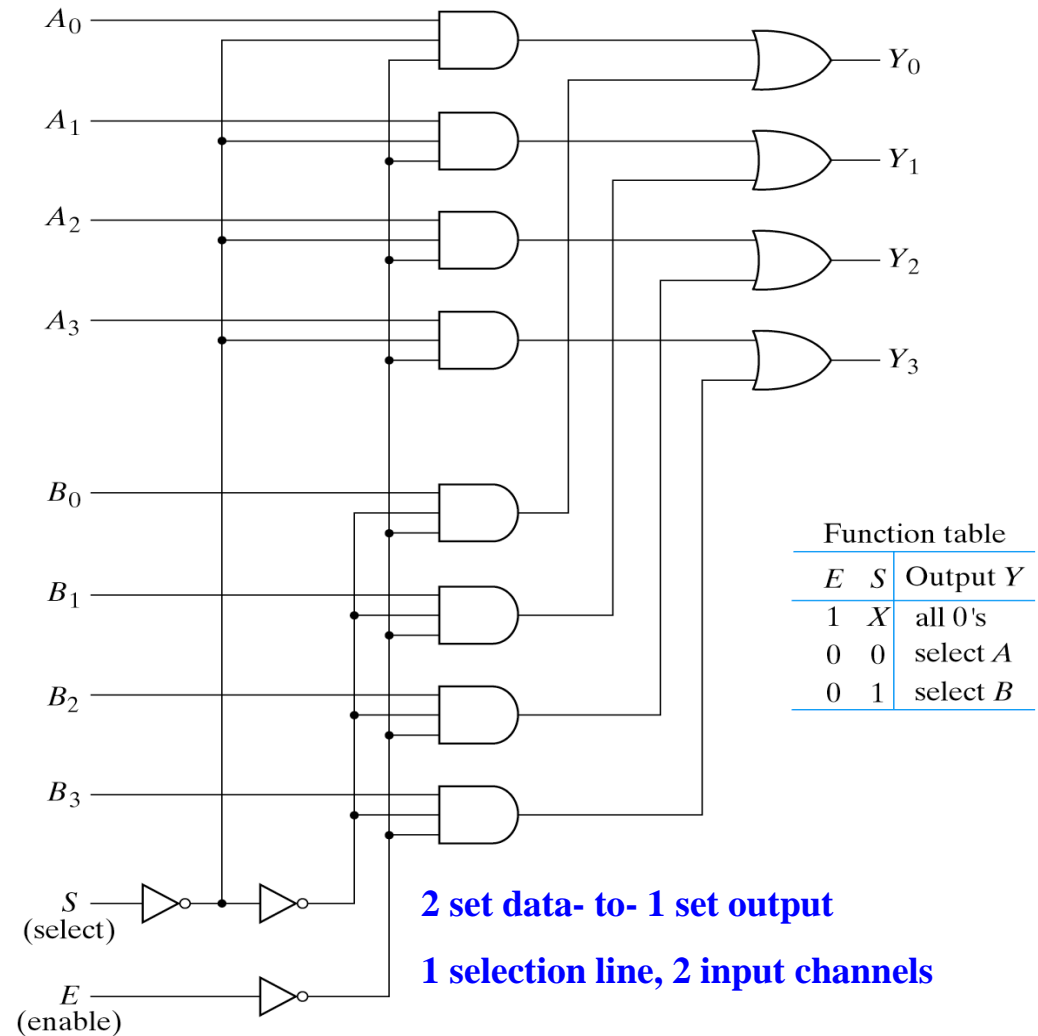 A0
Y0
A1
Y1
A2
Y2
A3
Y3
B0
Function table
E S Output Y
1 X all 0's
0 0 select A
0 1 select B
B1
B2
B3
S
(select)
2 set data- to- 1 set output
1 selection line, 2 input channels
E
(enable)